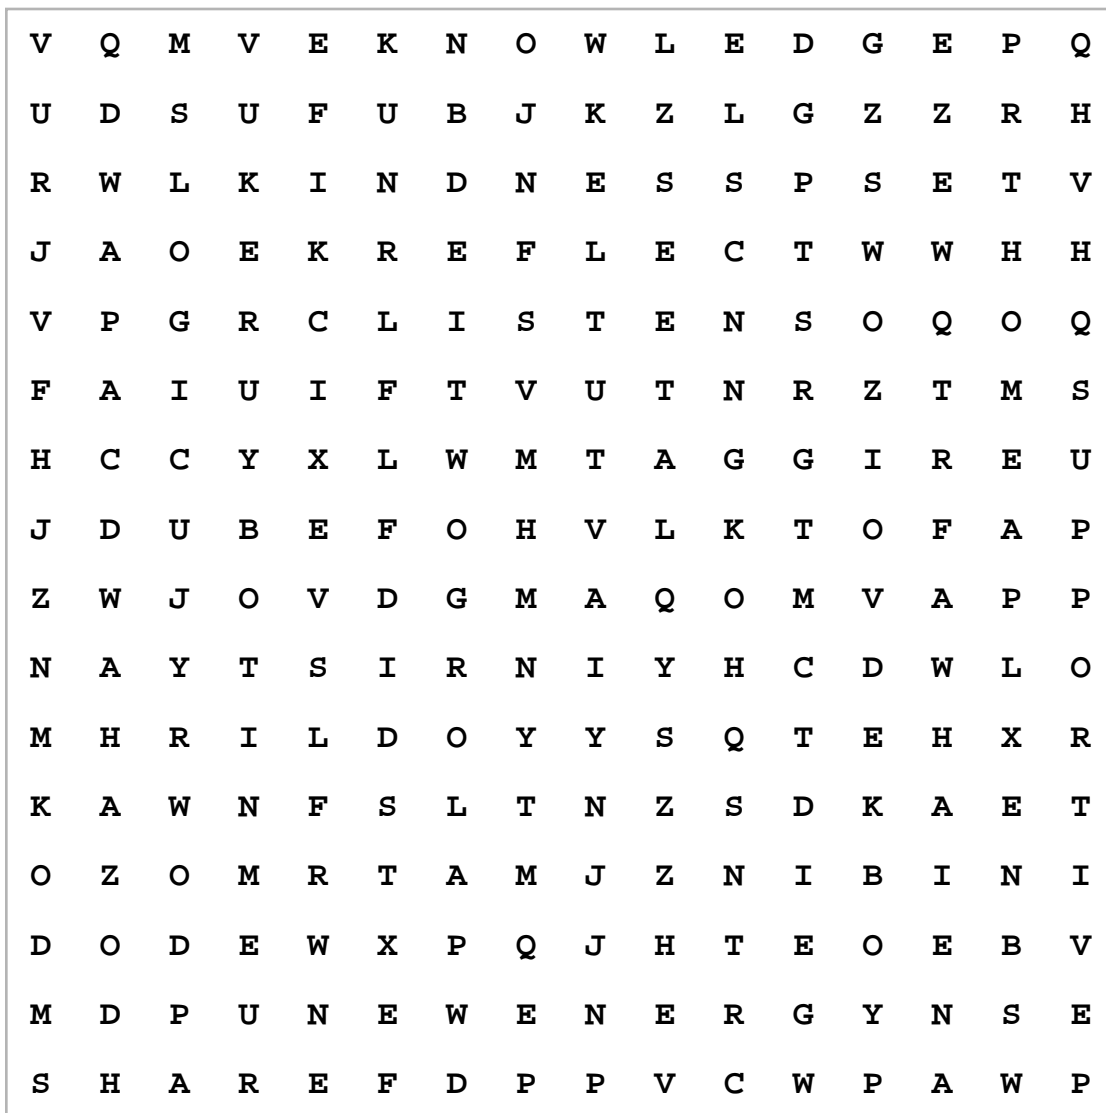 V Q M V E K N O W L E D G E P Q
U D S U F U B J K Z L G Z Z R H
R W L K I N D N E S S P S E T V
J A O E K R E F L E C T W W H H
V P G R C L I S T E N S O Q O Q
F A I U I F T V U T N R Z T M S
H C C Y X L W M T A G G I R E U
J D U B E F O H V L K T O F A P
Z W J O V D G M A Q O M V A P P
N A Y T S I R N I Y H C D W L O
M H R I L D O Y Y S Q T E H X R
K A W N F S L T N Z S D K A E T
O Z O M R T A M J Z N I B I N I
D O D E W X P Q J H T E O E B V
M D P U N E W E N E R G Y N S E
S H A R E F D P P V C W P A W P